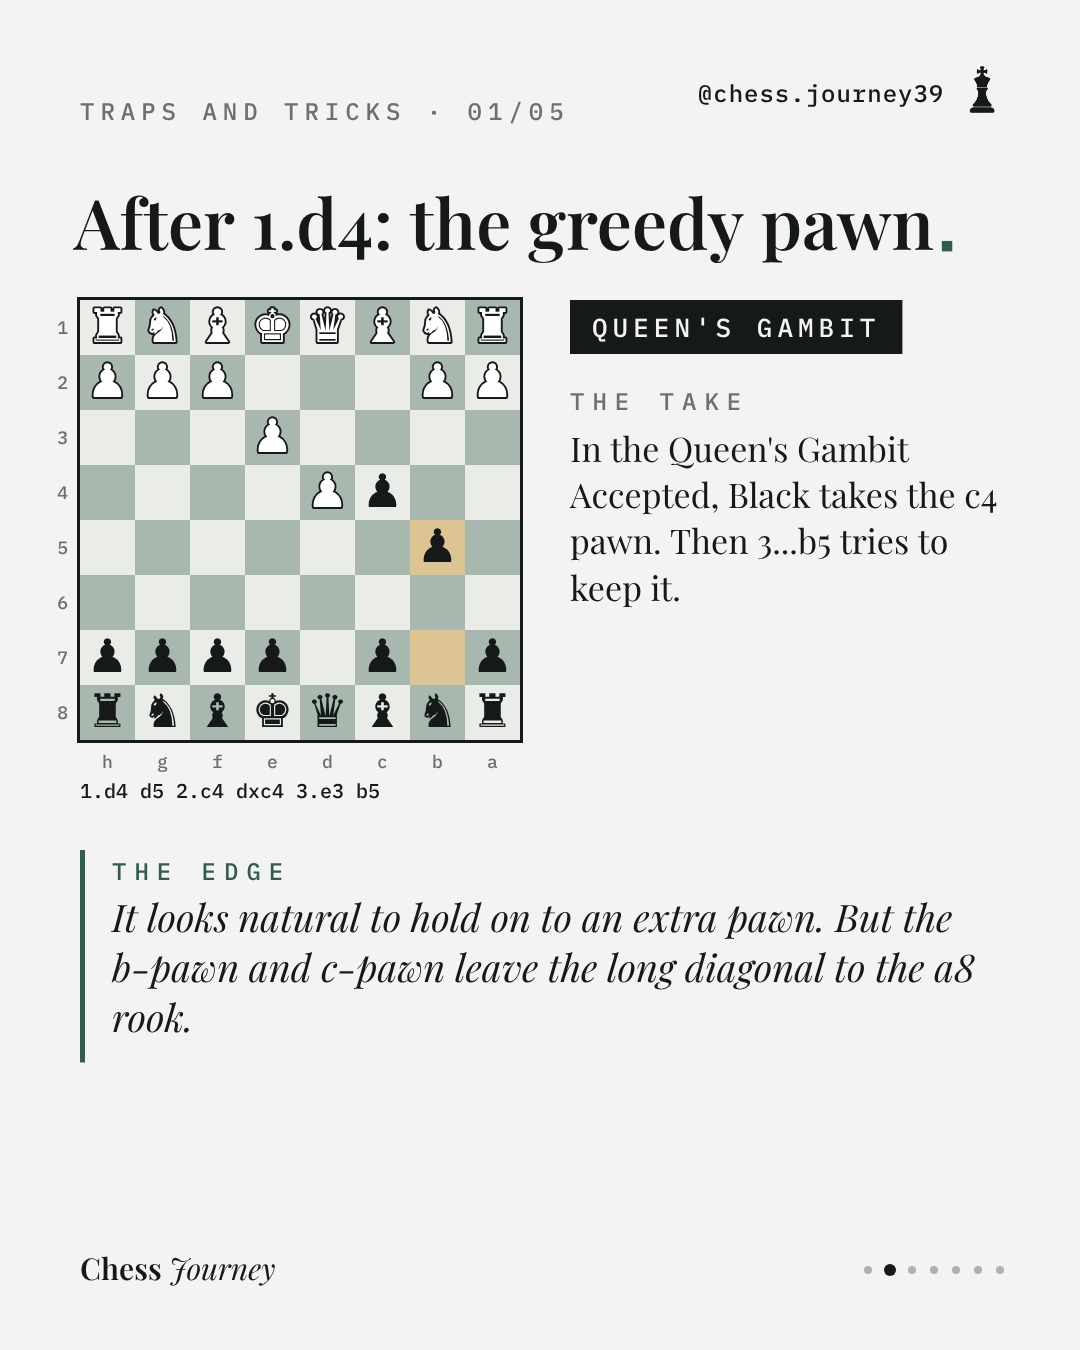 TRAPS AND TRICKS · 01/05
@chess.journey39
After 1.d4: the greedy pawn.
1
2
3
4
5
6
7
8
h g f e d c b a
1.d4 d5 2.c4 dxc4 3.e3 b5
QUEEN'S GAMBIT
THE TAKE
In the Queen's Gambit
Accepted, Black takes the c4
pawn. Then 3...b5 tries to
keep it.
THE EDGE
It looks natural to hold on to an extra pawn. But the
b-pawn and c-pawn leave the long diagonal to the a8
rook.
Chess Journey